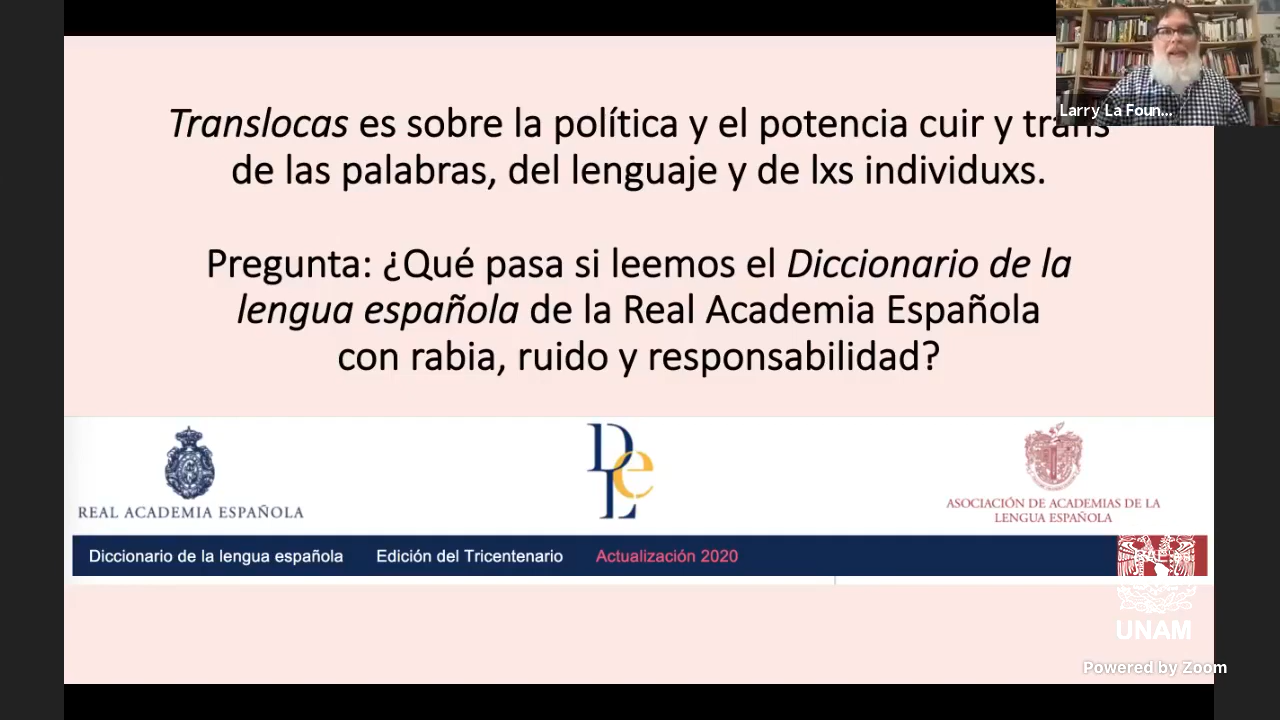 Translocas es sobre la política y el potencia cuir y trans
de las palabras, del lenguaje y de lxs individuxs.
Pregunta: ¿Qué pasa si leemos el Diccionario de la
lengua española de la Real Academia Española
con rabia, ruido y responsabilidad?
Larry La Foun...
REAL ACADEMIA ESPAÑOLA
DLe
ASOCIACIÓN DE ACADEMIAS DE LA
LENGUA ESPAÑOLA
Diccionario de la lengua española Edición del Tricentenario Actualización 2020
UNAM
Powered by Zoom